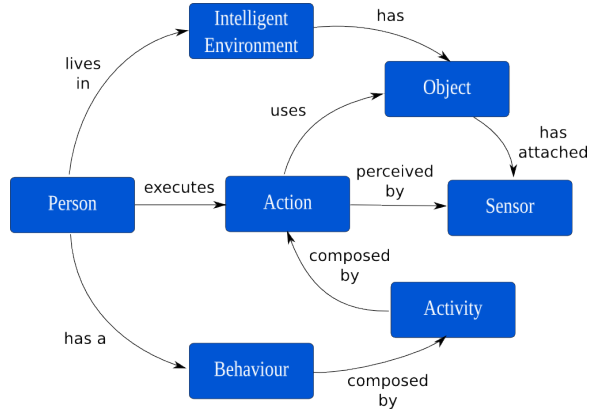 Intelligent
Environment
has
lives
in
Object
uses
has
attached
perceived
by
executes
Person
Action
Sensor
composed
by
Activity
has a
Behaviour
composed
by